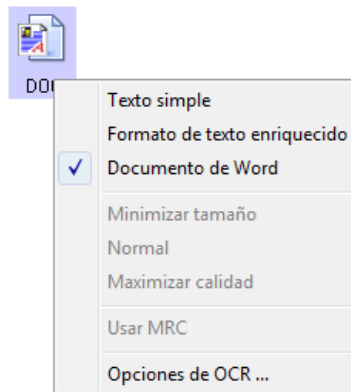 Texto simple
Formato de texto enriquecido
Documento de Word
Minimizar tamaño
Normal
Maximizar calidad
Usar MRC
Opciones de OCR ...